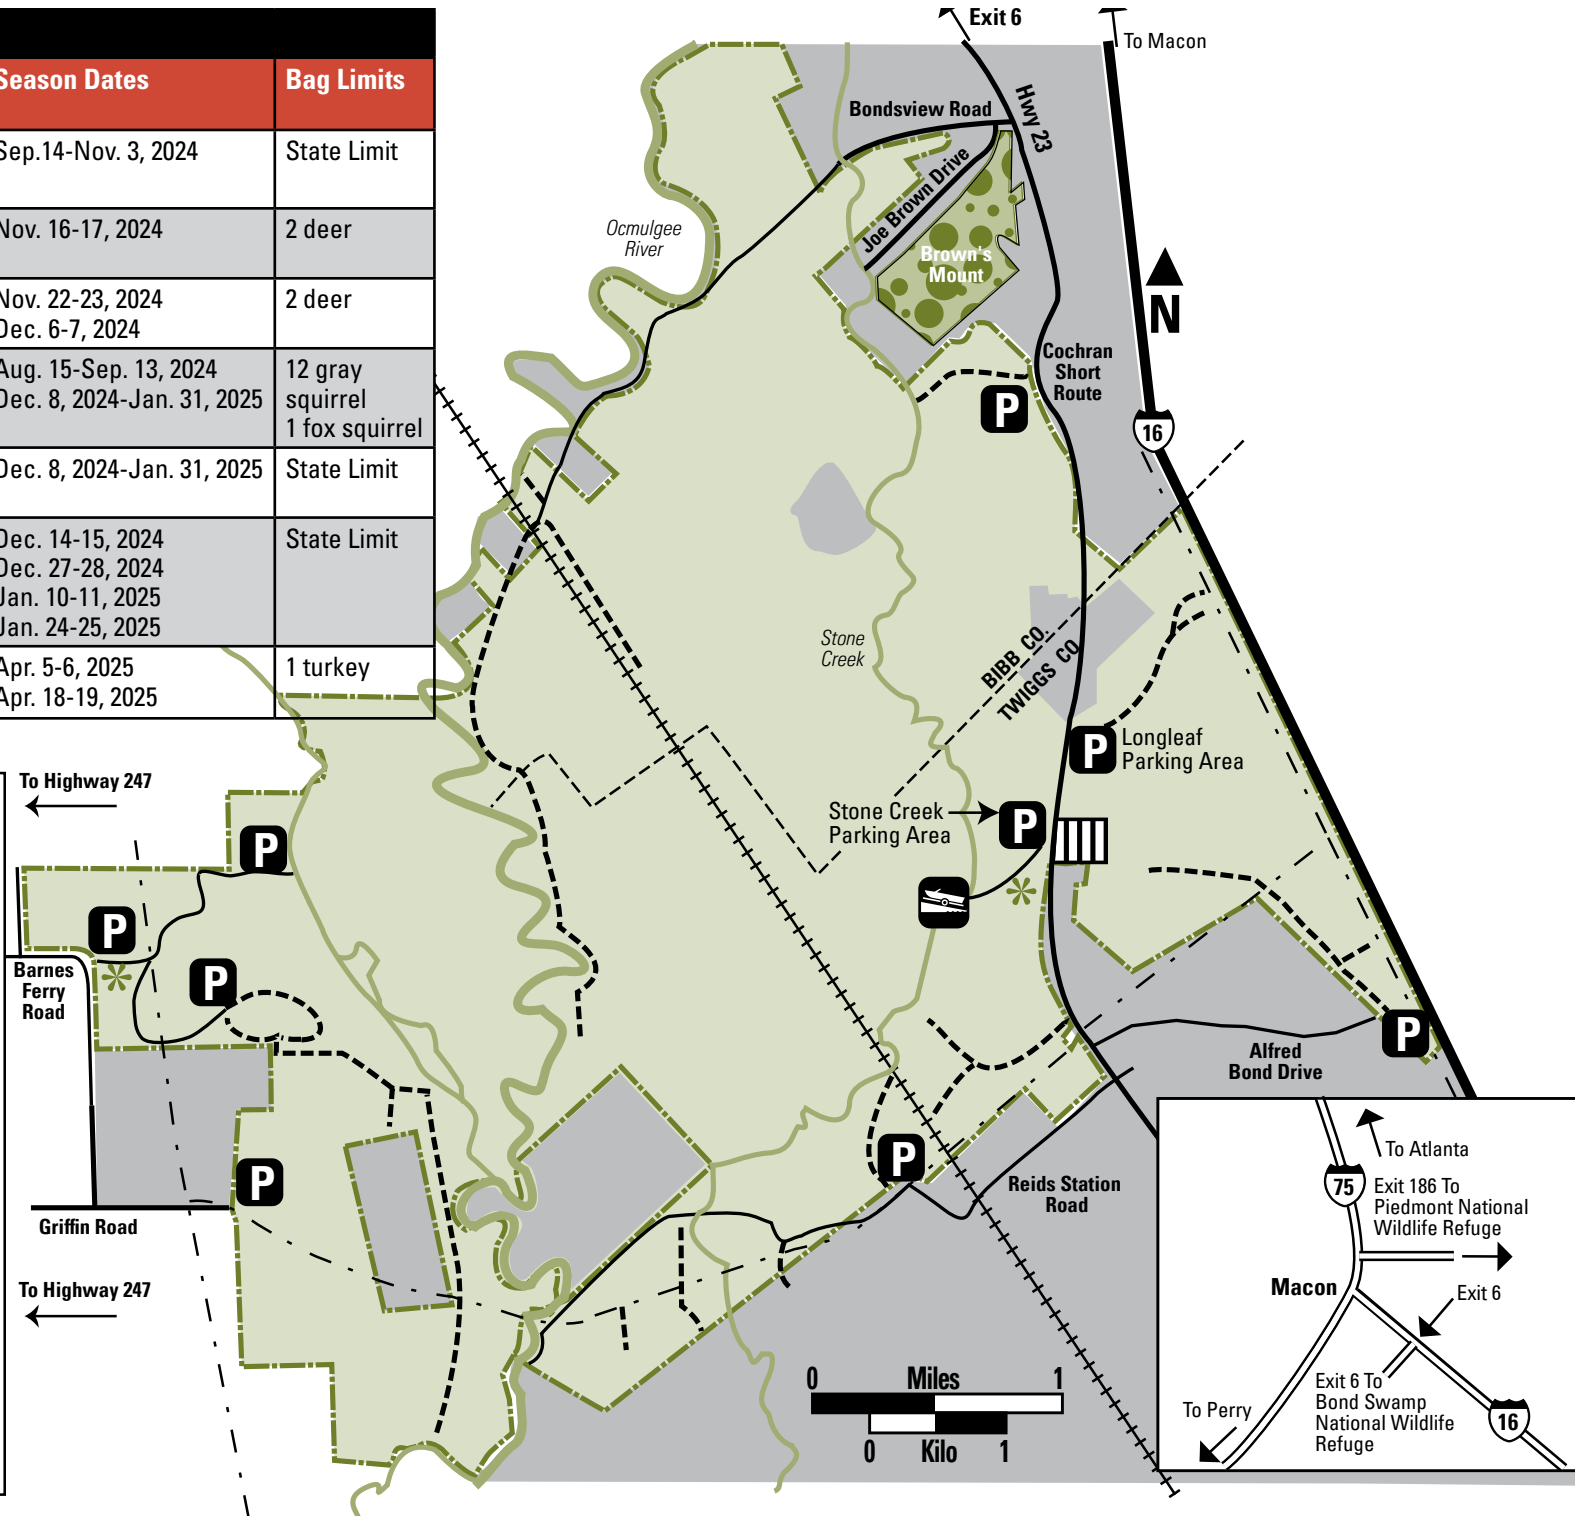 Season Dates
Bag Limits
Sep.14-Nov. 3, 2024
State Limit
Nov. 16-17, 2024
2 deer
Nov. 22-23, 2024
Dec. 6-7, 2024
2 deer
Aug. 15-Sep. 13, 2024
Dec. 8, 2024-Jan. 31, 2025
12 gray
squirrel
1 fox squirrel
Dec. 8, 2024-Jan. 31, 2025
State Limit
Dec. 14-15, 2024
Dec. 27-28, 2024
Jan. 10-11, 2025
Jan. 24-25, 2025
State Limit
Apr. 5-6, 2025
Apr. 18-19, 2025
1 turkey
Exit 6
To Macon
Bondsview Road
Hwy 23
Joe Brown Drive
Ocmulgee
River
Brown's
Mount
N
Cochran
Short
Route
P
16
Stone
Creek
BIBB CO.
TWIGGS CO.
P
Longleaf
Parking Area
Stone Creek
Parking Area
P
To Highway 247
P
P
P
Barnes
Ferry
Road
P
Alfred
Bond Drive
P
P
Reids Station
Road
Griffin Road
To Highway 247
0 Miles 1
0 Kilo 1
To Atlanta
75
Exit 186 To
Piedmont National
Wildlife Refuge
Macon
Exit 6
Exit 6 To
Bond Swamp
National Wildlife
Refuge
To Perry
16